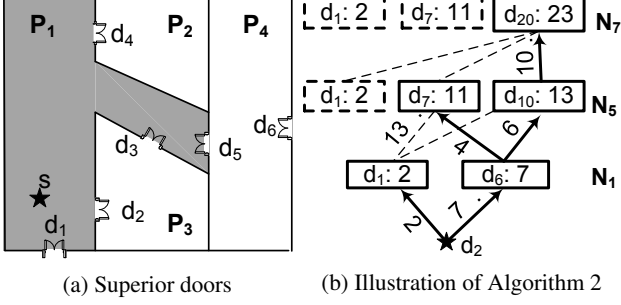 P1 P2 P4
d4
d3 d5 d6
s
d1 d2
P3
(a) Superior doors
d1: 2 d7: 11 d20: 23 N7
10
d1: 2 d7: 11 d10: 13 N5
13 4 6
d1: 2 d6: 7 N1
2 7
d2
(b) Illustration of Algorithm 2